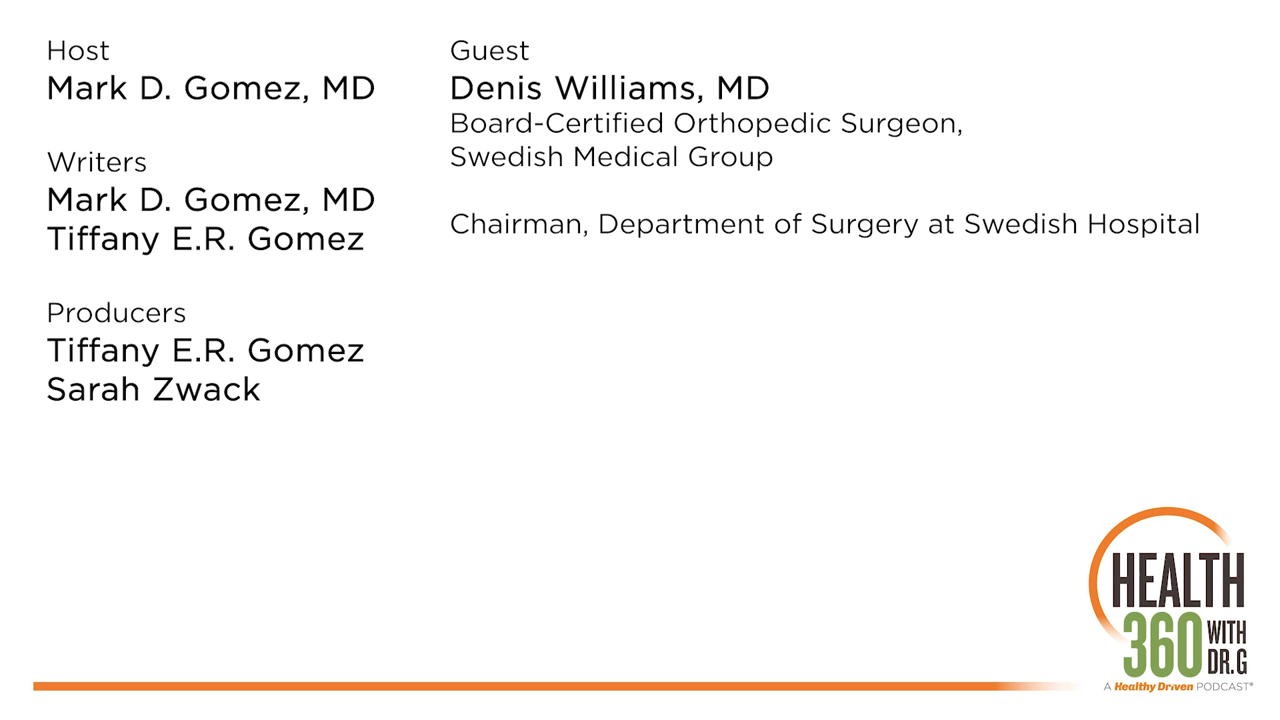 Host
Mark D. Gomez, MD
Writers
Mark D. Gomez, MD
Tiffany E.R. Gomez
Producers
Tiffany E.R. Gomez
Sarah Zwack
Guest
Denis Williams, MD
Board-Certified Orthopedic Surgeon,
Swedish Medical Group
Chairman, Department of Surgery at Swedish Hospital
HEALTH
360 WITH
DR.G
A Healthy Driven PODCAST®